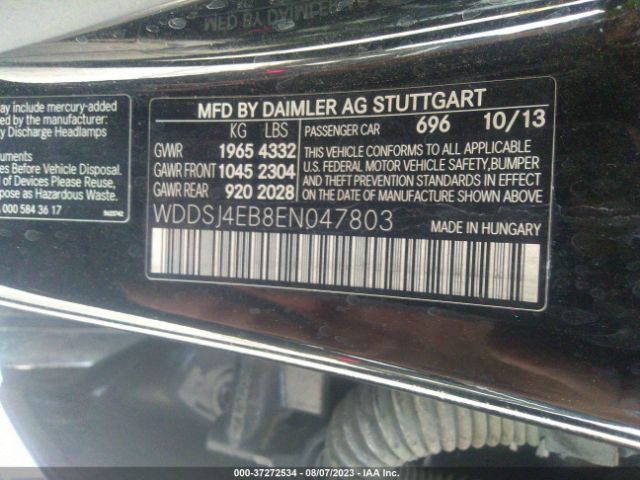 ay include mercury-added
by the manufacturer:
y Discharge Headlamps
uments
es Before Vehicle Disposal.
l of Devices Please Reuse,
e as Hazardous Waste.
000 584 36 17
MFD BY DAIMLER AG STUTTGART
KG LBS PASSENGER CAR 696 10/13
GVWR 1965 4332
GAWR FRONT 1045 2304
GAWR REAR 920 2028
THIS VEHICLE CONFORMS TO ALL APPLICABLE
U.S. FEDERAL MOTOR VEHICLE SAFETY, BUMPER
AND THEFT PREVENTION STANDARDS IN EFFECT
ON THE DATE OF MANUFACTURE SHOWN ABOVE.
WDDSJ4EB8EN047803 MADE IN HUNGARY
000-37272534 - 08/07/2023 - IAA Inc.